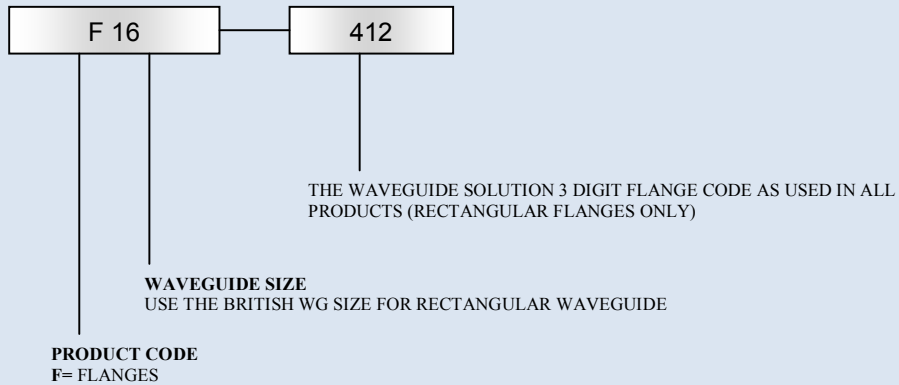 F 16
412
THE WAVEGUIDE SOLUTION 3 DIGIT FLANGE CODE AS USED IN ALL
PRODUCTS (RECTANGULAR FLANGES ONLY)
WAVEGUIDE SIZE
USE THE BRITISH WG SIZE FOR RECTANGULAR WAVEGUIDE
PRODUCT CODE
F= FLANGES